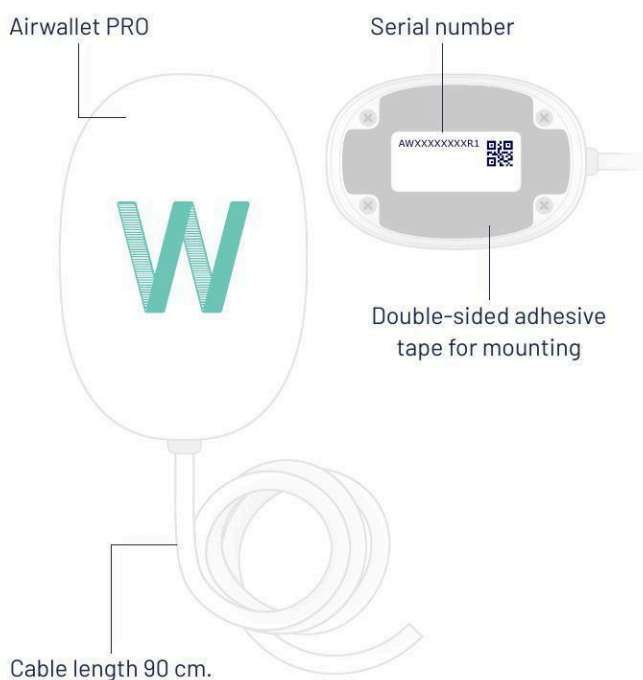 Airwallet PRO
Serial number
AWXXXXXXXXR1
W
Double-sided adhesive
tape for mounting
Cable length 90 cm.